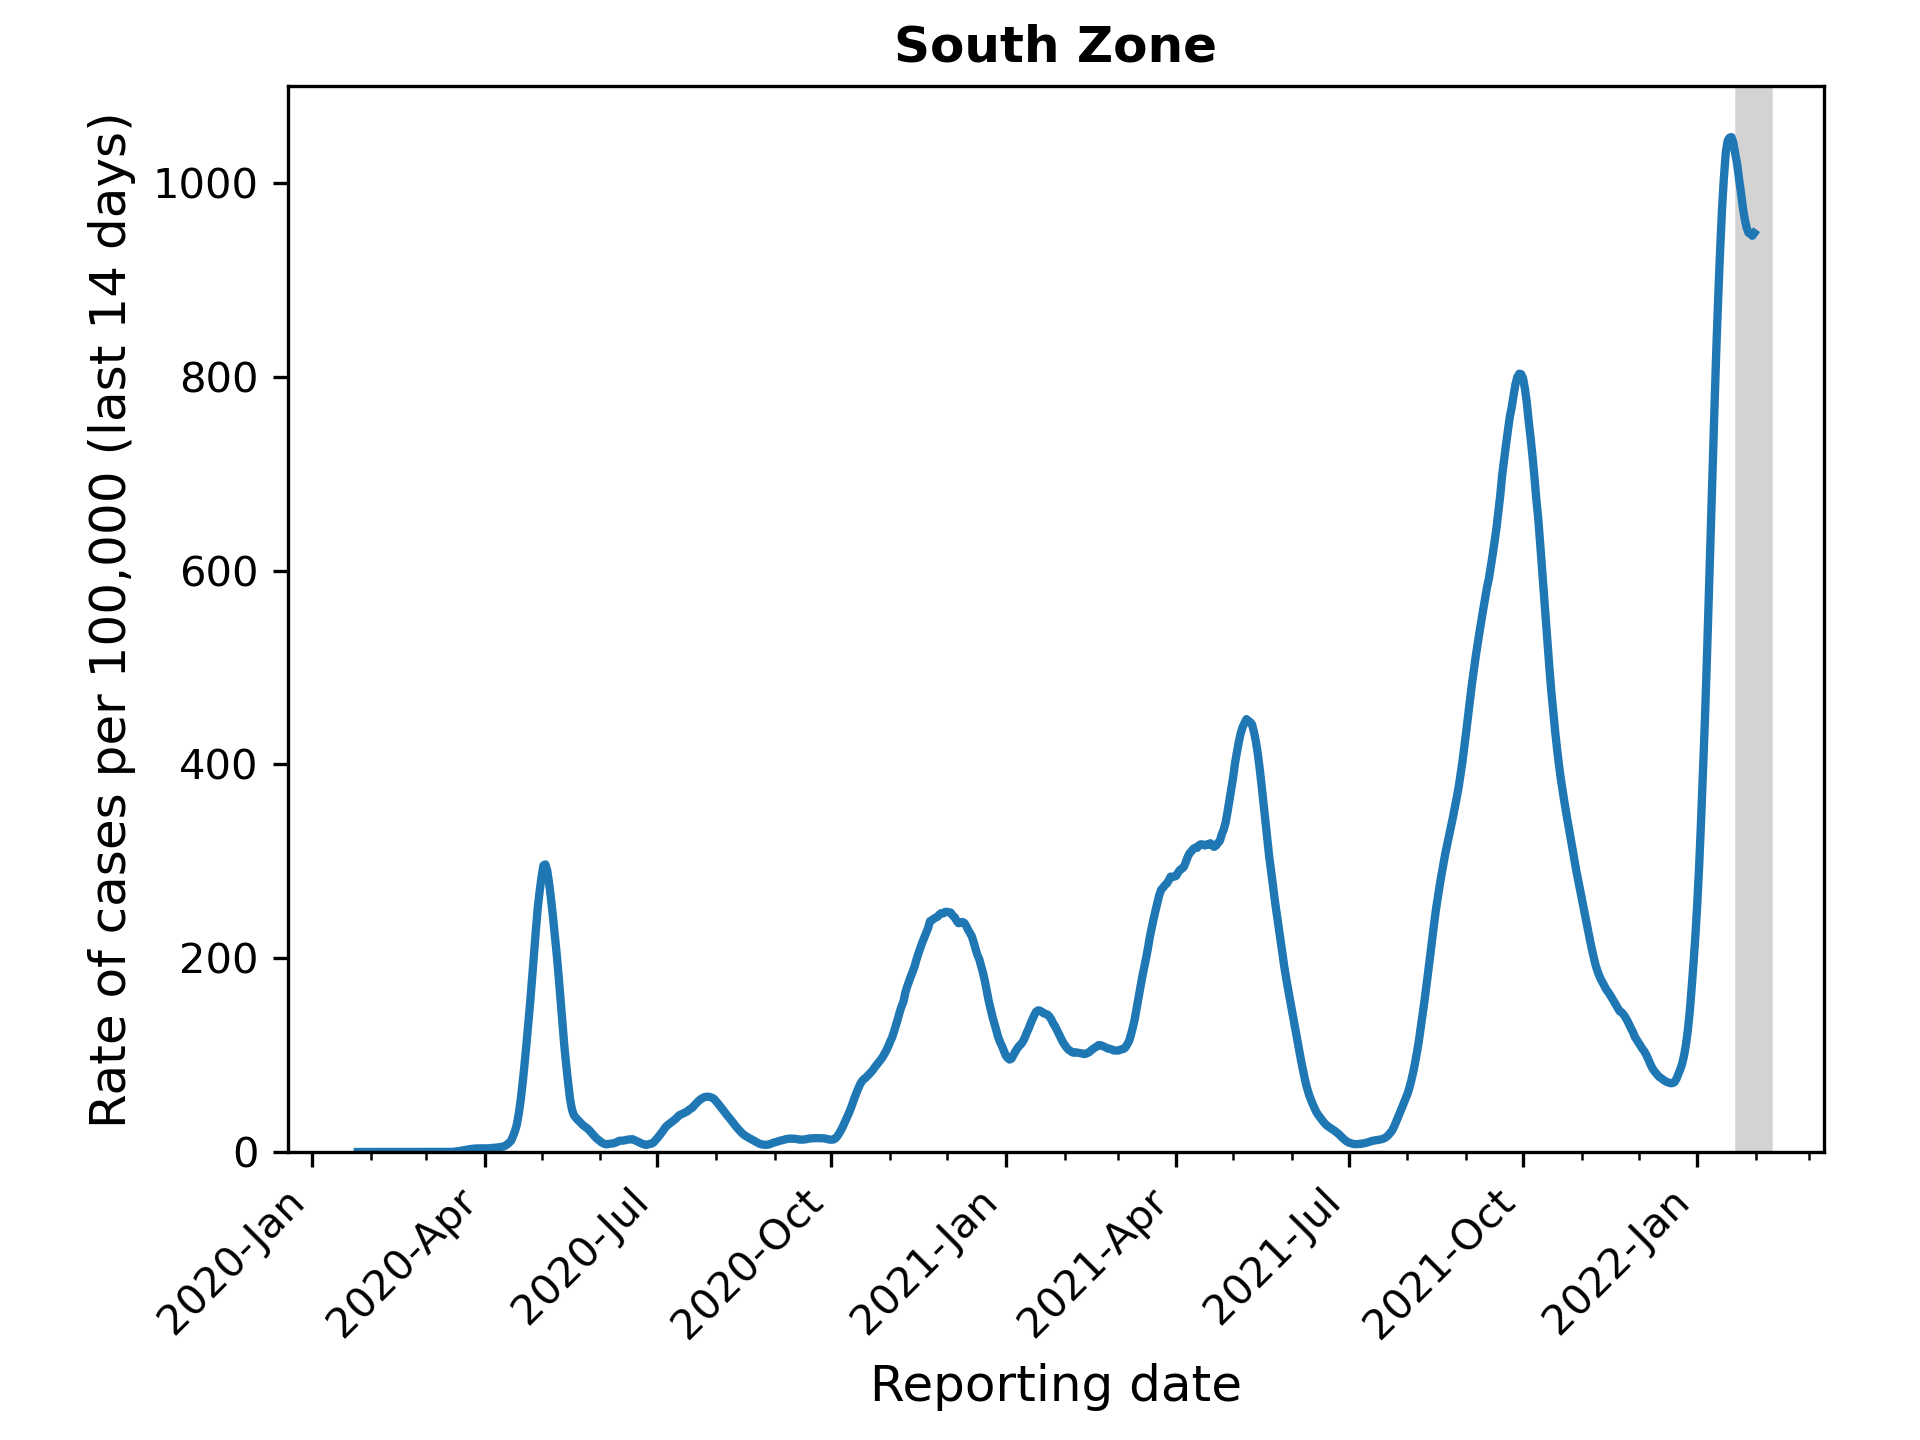 South Zone
Rate of cases per 100,000 (last 14 days)
1000
800
600
400
200
0
2020-Jan
2020-Apr
2020-Jul
2020-Oct
2021-Jan
2021-Apr
2021-Jul
2021-Oct
2022-Jan
Reporting date